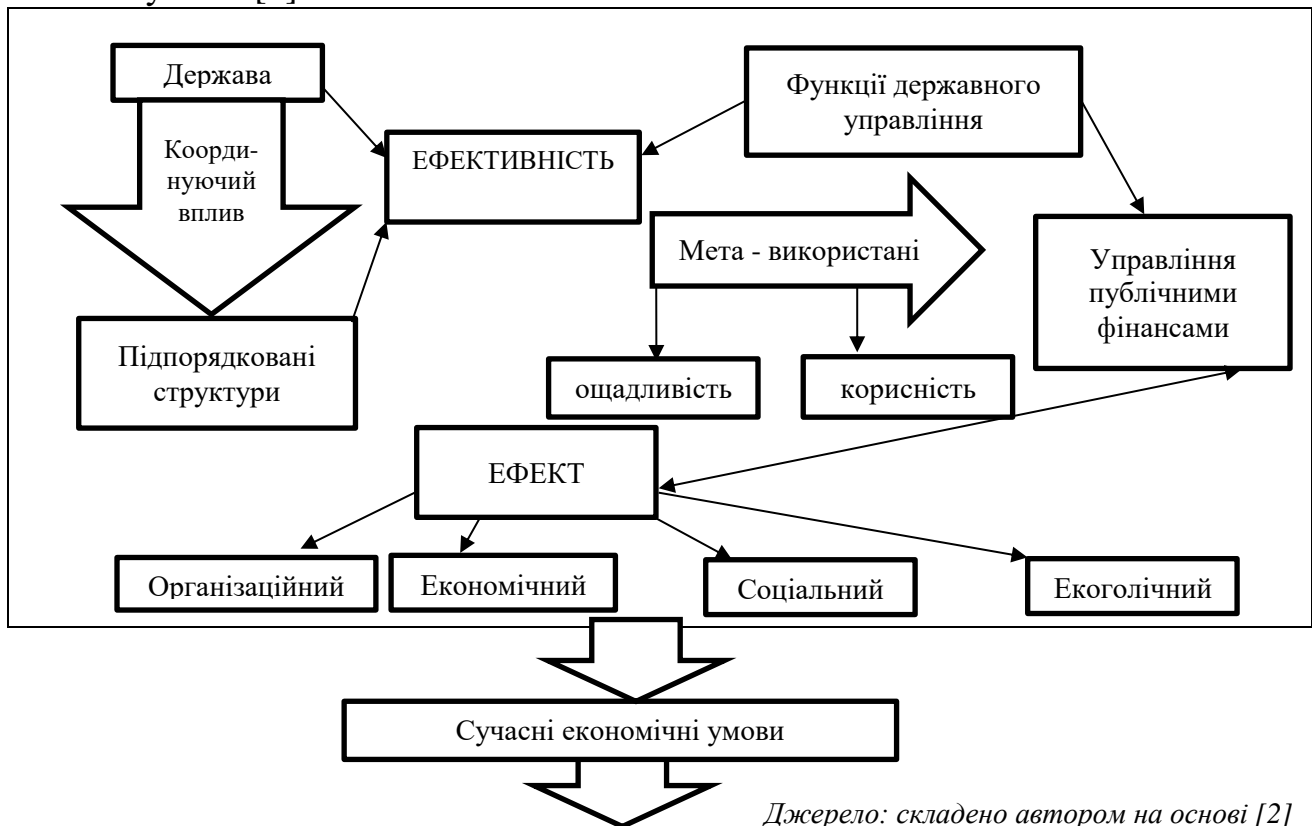 Держава
Функції державного
управління
Коорди-
нуючий
вплив
ЕФЕКТИВНІСТЬ
Мета - використані
Управління
публічними
фінансами
Підпорядковані
структури
ощадливість
корисність
ЕФЕКТ
Організаційний
Економічний
Соціальний
Екоголічний
Сучасні економічні умови
Джерело: складено автором на основі [2]